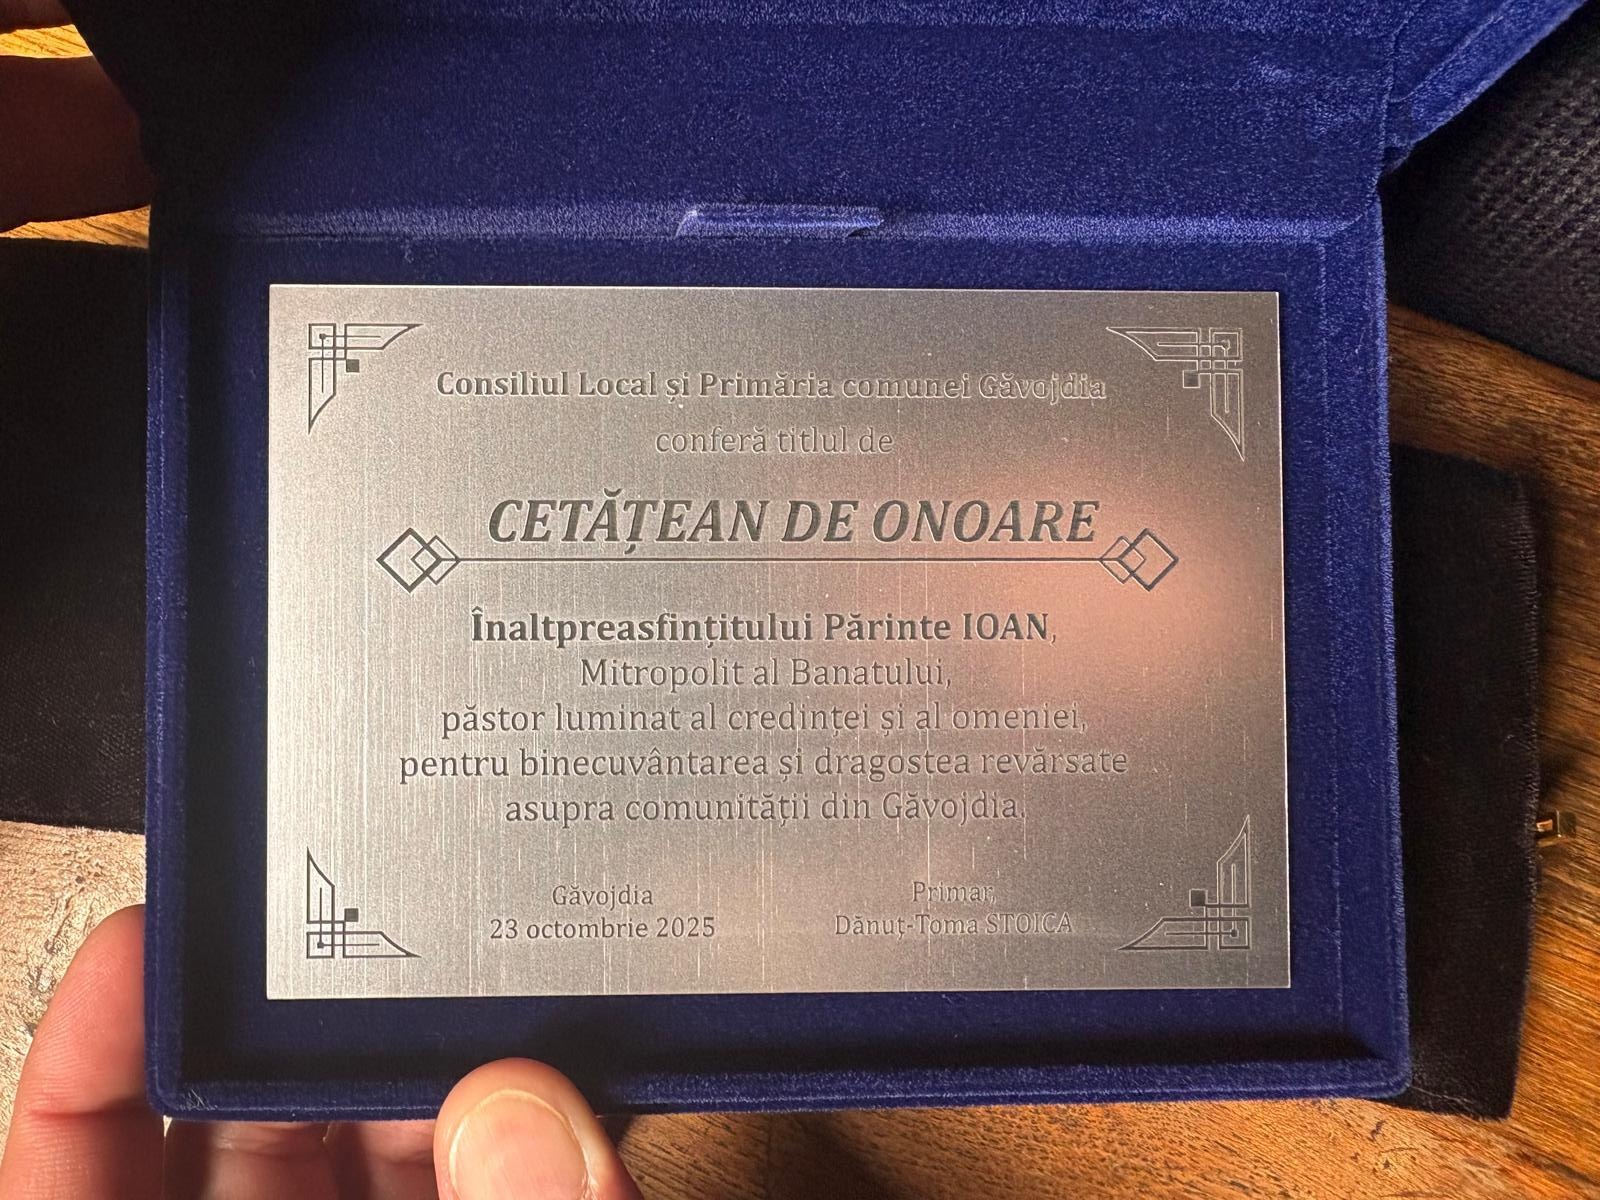 Consiliul Local și Primăria comunei Găvojdia
conferă titlul de
CETĂȚEAN DE ONOARE
Înaltpreasfințitului Părinte IOAN,
Mitropolit al Banatului,
păstor luminat al credinței și al omeniei,
pentru binecuvântarea și dragostea revărsate
asupra comunității din Găvojdia.
Găvojdia
23 octombrie 2025
Primar,
Dănuț-Toma STOICA